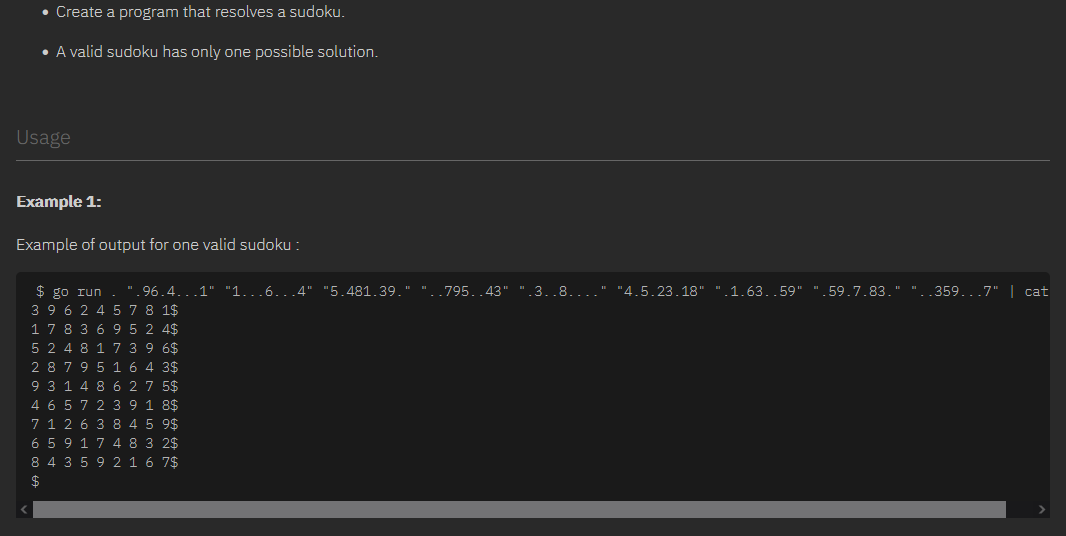 • Create a program that resolves a sudoku.
• A valid sudoku has only one possible solution.
Usage
Example 1:
Example of output for one valid sudoku :
$ go run . ".96.4...1" "1...6...4" "5.481.39." "..795..43" ".3..8...." "4.5.23.18" ".1.63..59" ".59.7.83." "..359...7" | cat
3 9 6 2 4 5 7 8 1$
1 7 8 3 6 9 5 2 4$
5 2 4 8 1 7 3 9 6$
2 8 7 9 5 1 6 4 3$
9 3 1 4 8 6 2 7 5$
4 6 5 7 2 3 9 1 8$
7 1 2 6 3 8 4 5 9$
6 5 9 1 7 4 8 3 2$
8 4 3 5 9 2 1 6 7$
$